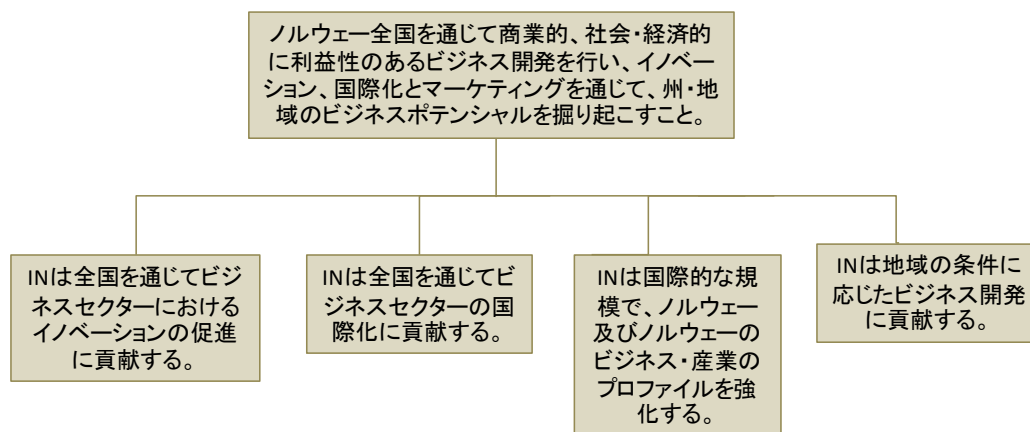 ノルウェー全国を通じて商業的、社会・経済的
に利益性のあるビジネス開発を行い、イノベー
ション、国際化とマーケティングを通じて、州・地
域のビジネスポテンシャルを掘り起こすこと。
INは全国を通じてビジ
ネスセクターにおける
イノベーションの促進
に貢献する。
INは全国を通じてビ
ジネスセクターの国
際化に貢献する。
INは国際的な規
模で、ノルウェー
及びノルウェーの
ビジネス・産業の
プロファイルを強
化する。
INは地域の条件に
応じたビジネス開発
に貢献する。